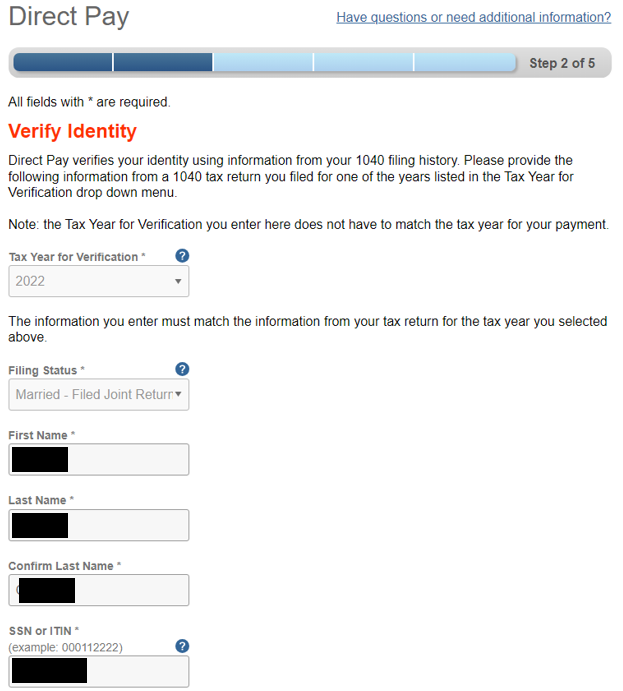 Direct Pay
Have questions or need additional information?
Step 2 of 5
All fields with * are required.
Verify Identity
Direct Pay verifies your identity using information from your 1040 filing history. Please provide the
following information from a 1040 tax return you filed for one of the years listed in the Tax Year for
Verification drop down menu.
Note: the Tax Year for Verification you enter here does not have to match the tax year for your payment.
Tax Year for Verification * ?
2022
The information you enter must match the information from your tax return for the tax year you selected
above.
Filing Status * ?
Married - Filed Joint Return
First Name *
Last Name *
Confirm Last Name *
SSN or ITIN *
(example: 000112222) ?